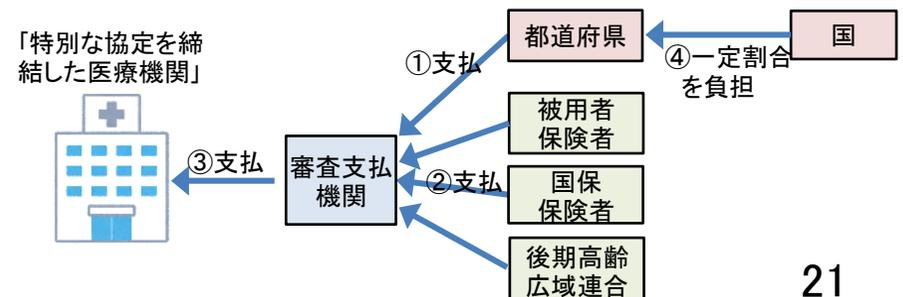 「特別な協定を締
結した医療機関」
①支払
都道府県
国
④一定割合
を負担
被用者
保険者
③支払
審査支払
機関
②支払
国保
保険者
後期高齢
広域連合
21